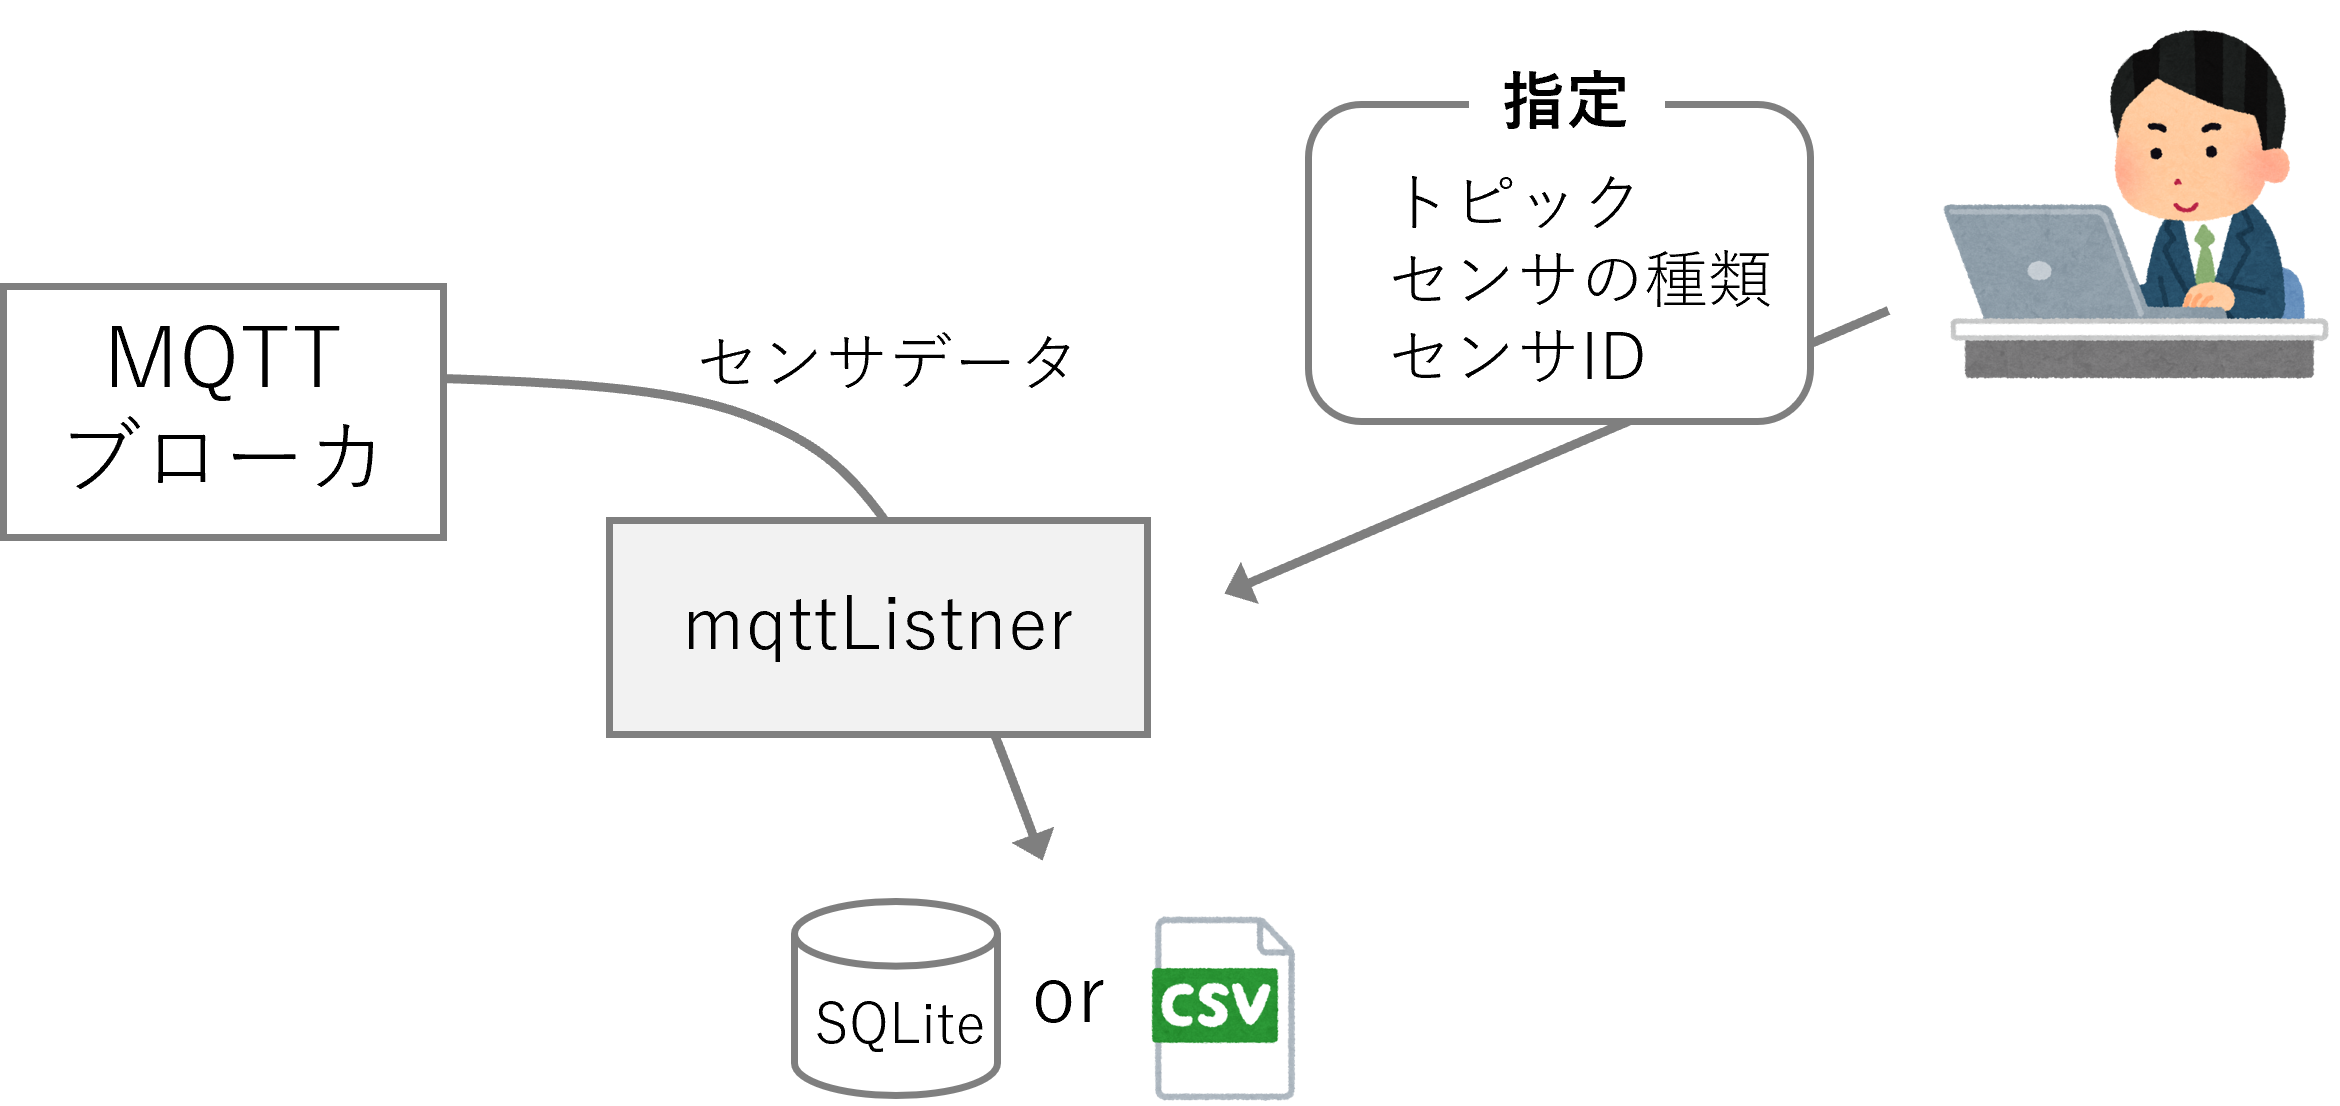 指定
トピック
センサの種類
センサID
MQTT
ブローカ
センサデータ
mqttListner
SQLite
or
CSV